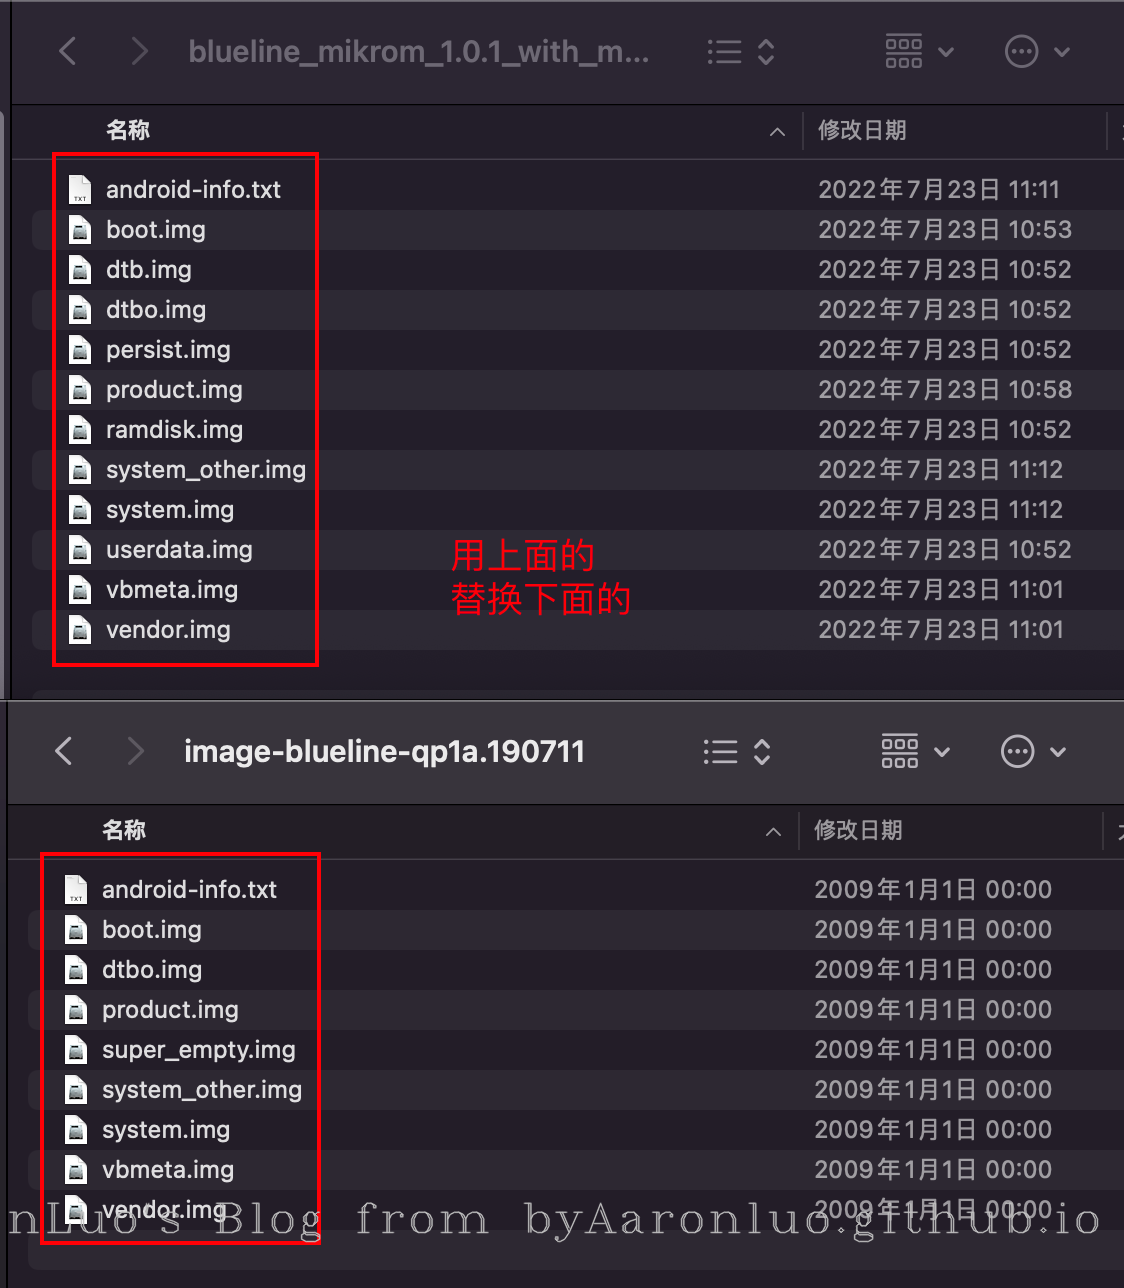 blueline_mikrom_1.0.1_with_m...
名称 修改日期
android-info.txt 2022年7月23日 11:11
boot.img 2022年7月23日 10:53
dtb.img 2022年7月23日 10:52
dtbo.img 2022年7月23日 10:52
persist.img 2022年7月23日 10:52
product.img 2022年7月23日 10:58
ramdisk.img 2022年7月23日 10:52
system_other.img 2022年7月23日 11:12
system.img 2022年7月23日 11:12
userdata.img 2022年7月23日 10:52
用上面的
替换下面的
vbmeta.img 2022年7月23日 11:01
vendor.img 2022年7月23日 11:01
image-blueline-qp1a.190711
名称 修改日期
android-info.txt 2009年1月1日 00:00
boot.img 2009年1月1日 00:00
dtbo.img 2009年1月1日 00:00
product.img 2009年1月1日 00:00
super_empty.img 2009年1月1日 00:00
system_other.img 2009年1月1日 00:00
system.img 2009年1月1日 00:00
vbmeta.img 2009年1月1日 00:00
vendor.img 2009年1月1日 00:00
nLuo's Blog from byAaronluo.github.io